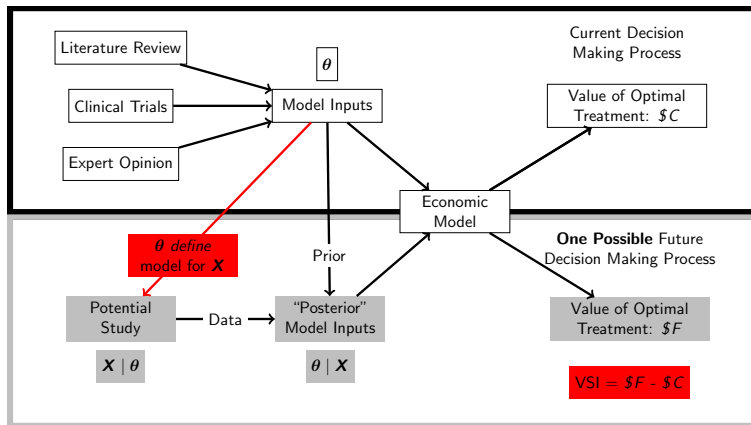 Literature Review
Clinical Trials
Expert Opinion
θ
Model Inputs
Current Decision
Making Process
Value of Optimal
Treatment: $C
Economic
Model
θ define
model for X
Prior
One Possible Future
Decision Making Process
Potential
Study
Data
“Posterior”
Model Inputs
Value of Optimal
Treatment: $F
X | θ
θ | X
VSI = $F - $C